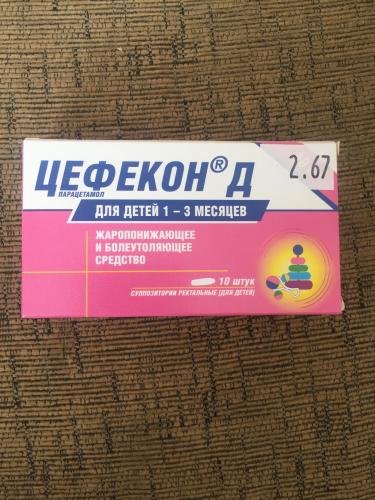 ЦЕФЕКОН® Д
ПАРАЦЕТАМОЛ
2.67
ДЛЯ ДЕТЕЙ 1 – 3 МЕСЯЦЕВ
ЖАРОПОНИЖАЮЩЕЕ
И БОЛЕУТОЛЯЮЩЕЕ
СРЕДСТВО
10 штук
СУППОЗИТОРИИ РЕКТАЛЬНЫЕ (ДЛЯ ДЕТЕЙ)